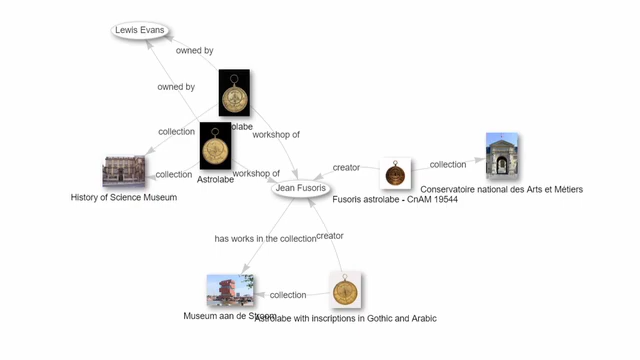 Lewis Evans
owned by
owned by
collection
workshop of
collection
Astrolabe
workshop of
History of Science Museum
Jean Fusoris
creator
collection
Conservatoire national des Arts et Métiers
Fusoris astrolabe - CnAM 19544
has works in the collection
creator
collection
Museum aan de Stroom
Astrolabe with inscriptions in Gothic and Arabic